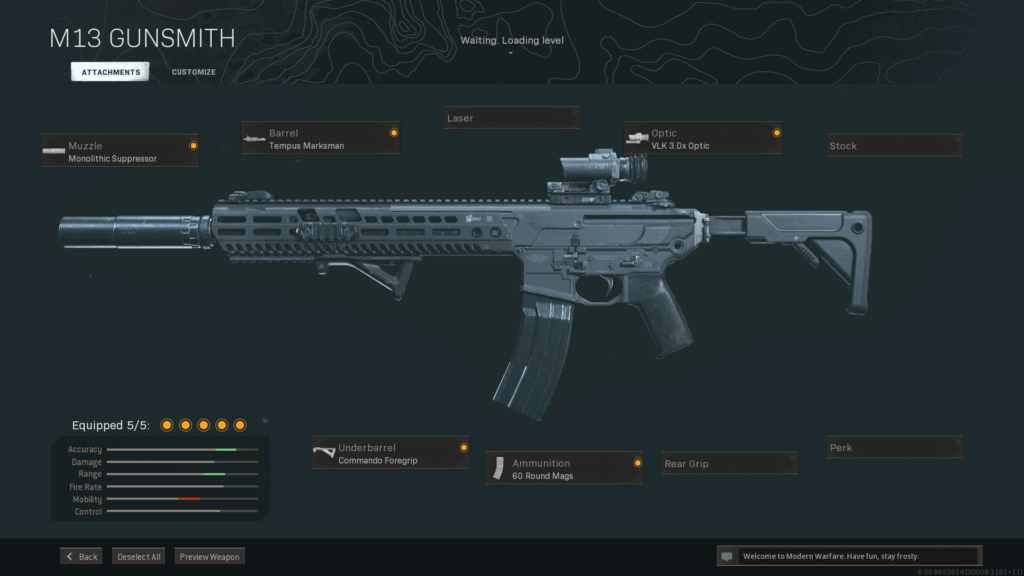 M13 GUNSMITH
Waiting. Loading level
ATTACHMENTS
CUSTOMIZE
Laser
Muzzle
Monolithic Suppressor
Barrel
Tempus Marksman
Optic
VLK 3.0x Optic
Stock
Equipped 5/5:
Accuracy
Damage
Range
Fire Rate
Mobility
Control
Underbarrel
Commando Foregrip
Ammunition
60 Round Mags
Rear Grip
Perk
Back
Deselect All
Preview Weapon
Welcome to Modern Warfare. Have fun, stay frosty.